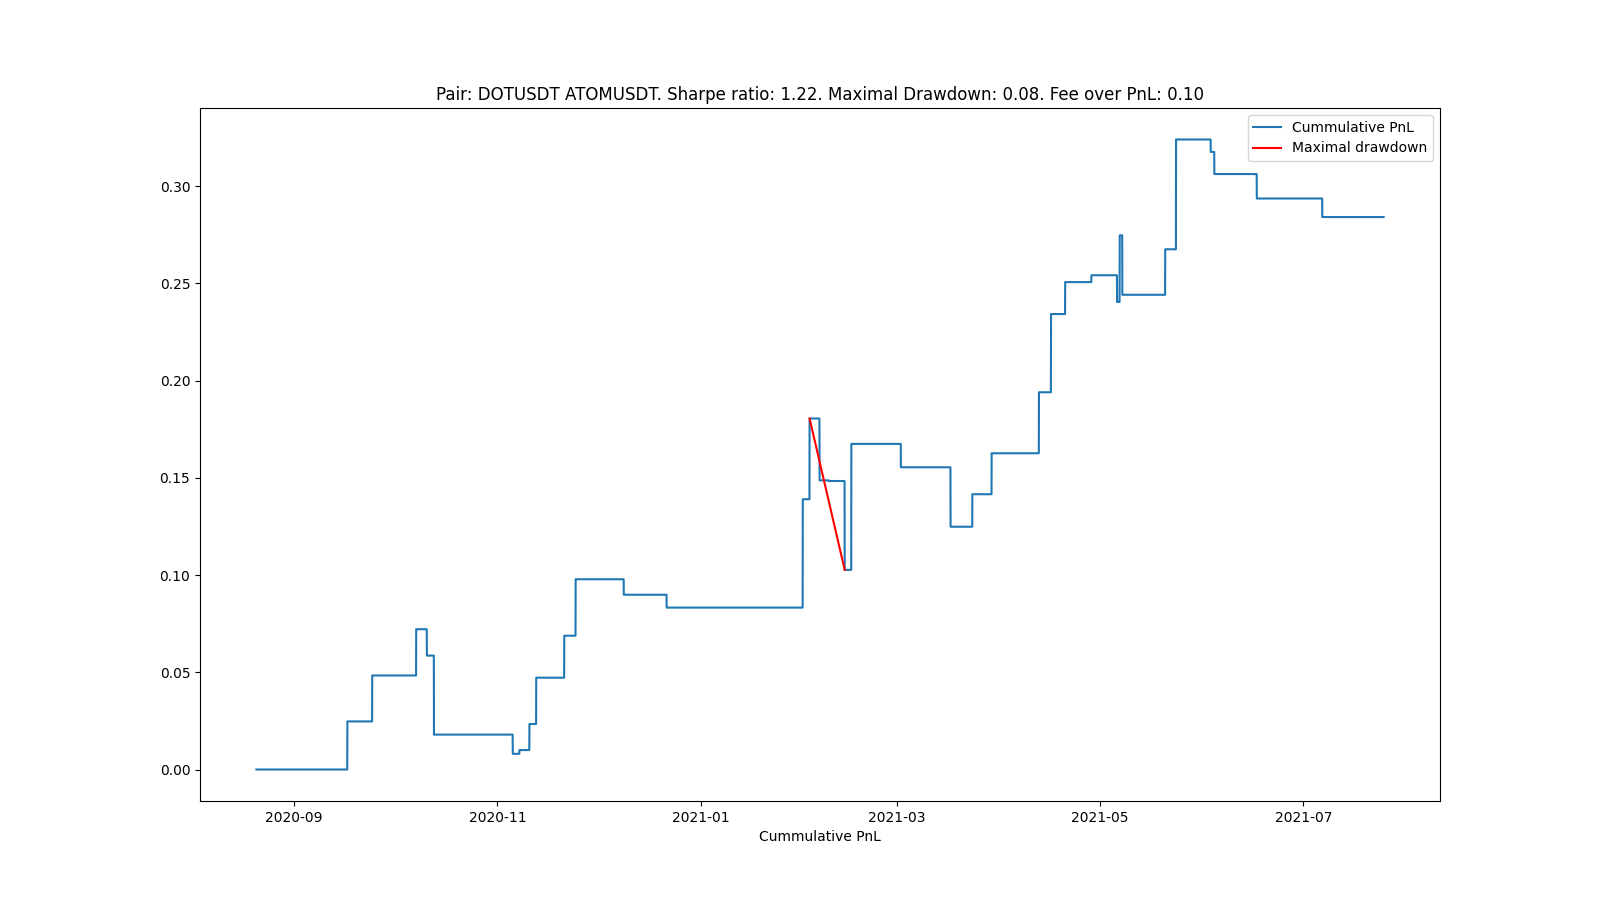 Pair: DOTUSDT ATOMUSDT. Sharpe ratio: 1.22. Maximal Drawdown: 0.08. Fee over PnL: 0.10
Cummulative PnL
Maximal drawdown
0.30
0.25
0.20
0.15
0.10
0.05
0.00
2020-09 2020-11 2021-01 2021-03 2021-05 2021-07
Cummulative PnL